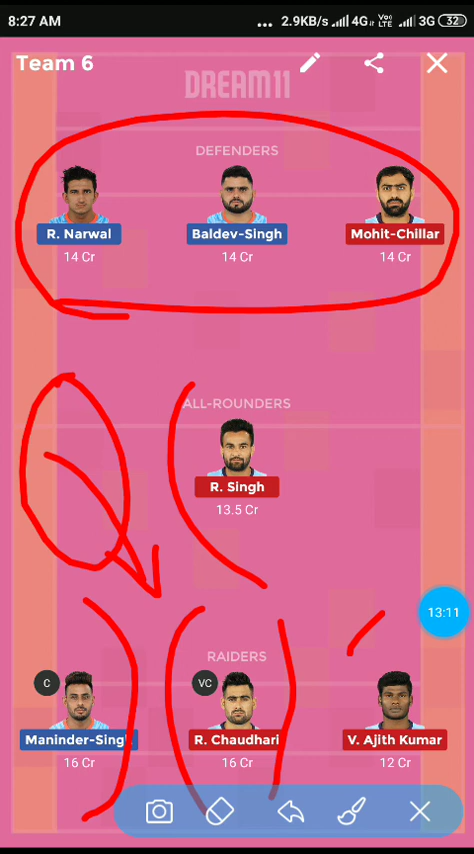 8:27 AM ... 2.9KB/s 4G Vo LTE 3G 32
Team 6
DREAM11
DEFENDERS
R. Narwal Baldev-Singh Mohit-Chillar
14 Cr 14 Cr 14 Cr
ALL-ROUNDERS
R. Singh
13.5 Cr
13:11
RAIDERS
C VC
Maninder-Singh R. Chaudhari V. Ajith Kumar
16 Cr 16 Cr 12 Cr